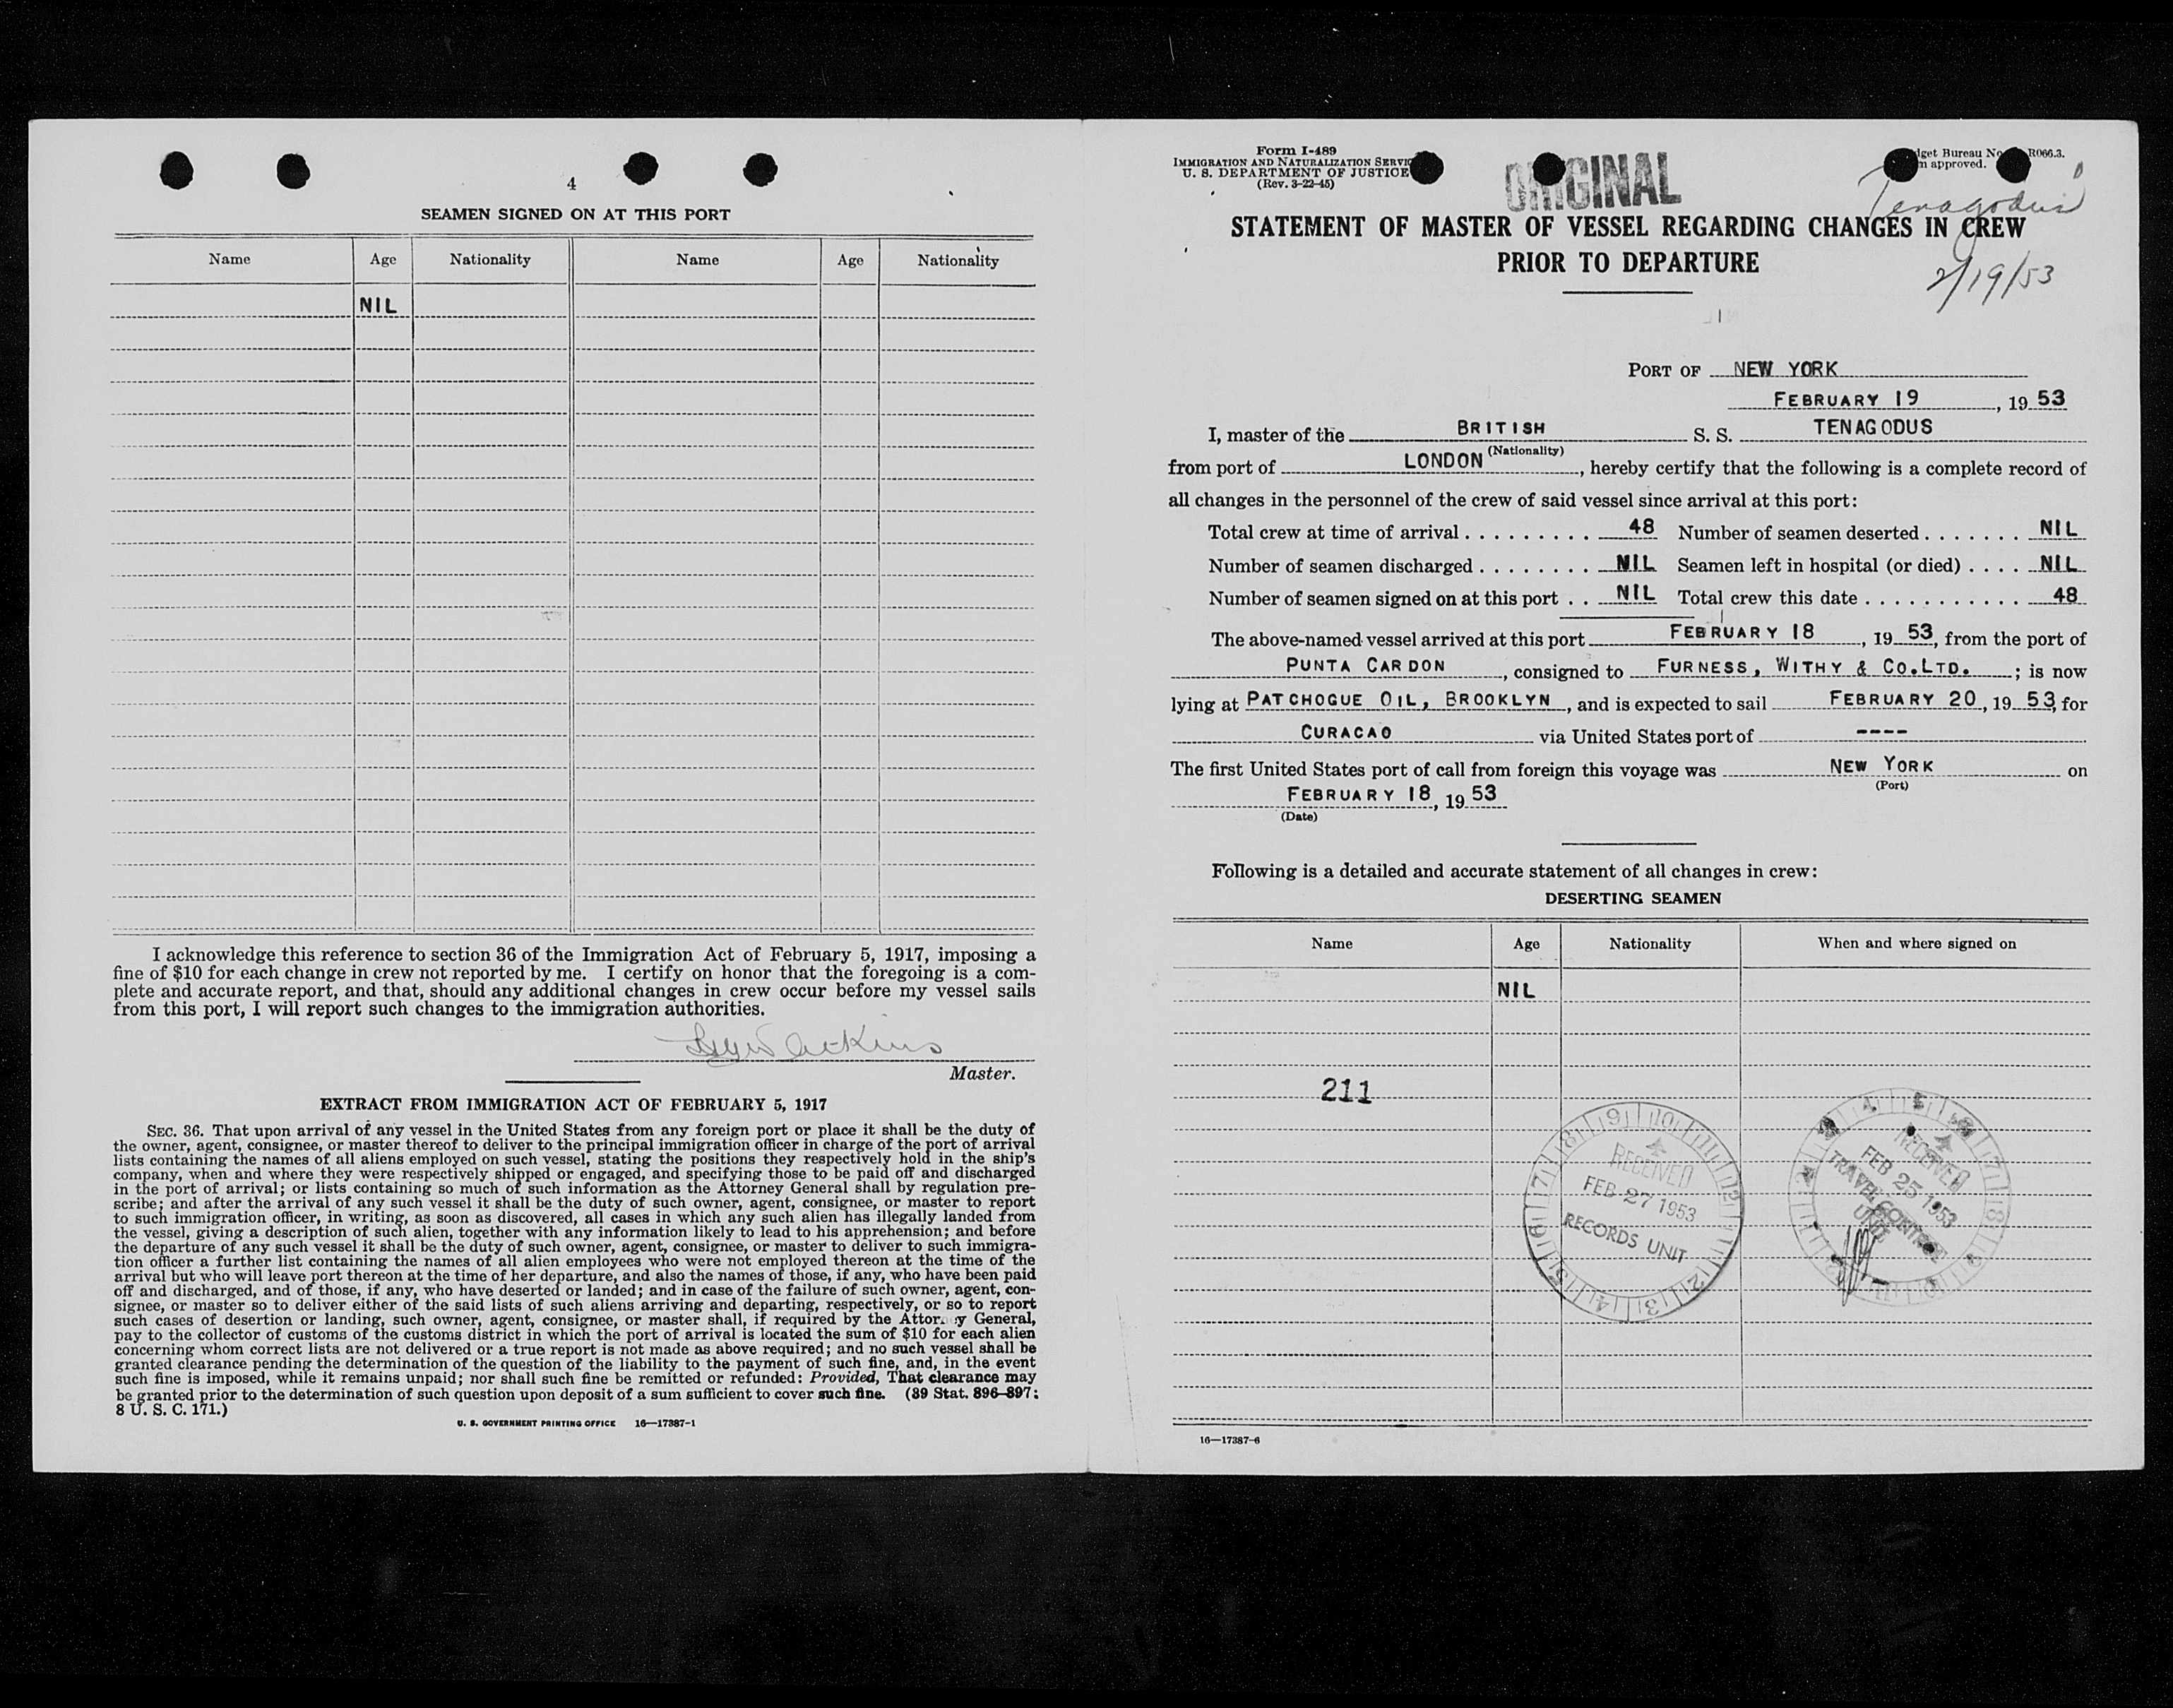 4
SEAMEN SIGNED ON AT THIS PORT
Name Age Nationality Name Age Nationality
NIL
I acknowledge this reference to section 36 of the Immigration Act of February 5, 1917, imposing a
fine of $10 for each change in crew not reported by me. I certify on honor that the foregoing is a com-
plete and accurate report, and that, should any additional changes in crew occur before my vessel sails
from this port, I will report such changes to the immigration authorities.
Master.
EXTRACT FROM IMMIGRATION ACT OF FEBRUARY 5, 1917
SEC. 36. That upon arrival of any vessel in the United States from any foreign port or place it shall be the duty of
the owner, agent, consignee, or master thereof to deliver to the principal immigration officer in charge of the port of arrival
lists containing the names of all aliens employed on such vessel, stating the positions they respectively hold in the ship's
company, when and where they were respectively shipped or engaged, and specifying those to be paid off and discharged
in the port of arrival; or lists containing so much of such information as the Attorney General shall by regulation pre-
scribe; and after the arrival of any such vessel it shall be the duty of such owner, agent, consignee, or master to report
to such immigration officer, in writing, as soon as discovered, all cases in which any such alien has illegally landed from
the vessel, giving a description of such alien, together with any information likely to lead to his apprehension; and before
the departure of any such vessel it shall be the duty of such owner, agent, consignee, or master to deliver to such immigra-
tion officer a further list containing the names of all alien employees who were not employed thereon at the time of the
arrival but who will leave port thereon at the time of her departure, and also the names of those, if any, who have been paid
off and discharged, and of those, if any, who have deserted or landed; and in case of the failure of such owner, agent, con-
signee, or master so to deliver either of the said lists of such aliens arriving and departing, respectively, or so to report
such cases of desertion or landing, such owner, agent, consignee, or master shall, if required by the Attor y General,
pay to the collector of customs of the customs district in which the port of arrival is located the sum of $10 for each alien
concerning whom correct lists are not delivered or a true report is not made as above required; and no such vessel shall be
granted clearance pending the determination of the question of the liability to the payment of such fine, and, in the event
such fine is imposed, while it remains unpaid; nor shall such fine be remitted or refunded: Provided, That clearance may
be granted prior to the determination of such question upon deposit of a sum sufficient to cover such fine. (39 Stat. 896-897;
8 U. S. C. 171.)
U. S. GOVERNMENT PRINTING OFFICE 16—17387-1
Form I-489
IMMIGRATION AND NATURALIZATION SERVIC
U. S. DEPARTMENT OF JUSTICE
(Rev. 3-22-45)
ORIGINAL
dget Bureau No R066.3.
m approved.
Tenagodus
STATEMENT OF MASTER OF VESSEL REGARDING CHANGES IN CREW
PRIOR TO DEPARTURE
2/19/53
PORT OF NEW YORK
FEBRUARY 19, 19 53
I, master of the BRITISH S. S. TENAGODUS
(Nationality)
from port of LONDON, hereby certify that the following is a complete record of
all changes in the personnel of the crew of said vessel since arrival at this port:
Total crew at time of arrival . . . . . . . . . 48 Number of seamen deserted . . . . . . . NIL
Number of seamen discharged . . . . . . . . NIL Seamen left in hospital (or died) . . . . NIL
Number of seamen signed on at this port . . NIL Total crew this date . . . . . . . . . . . . 48
The above-named vessel arrived at this port FEBRUARY 18, 19 53, from the port of
PUNTA CARDON, consigned to FURNESS, WITHY & CO.LTD. ; is now
lying at PATCHOGUE OIL, BROOKLYN, and is expected to sail FEBRUARY 20, 19 53, for
CURACAO via United States port of ----
The first United States port of call from foreign this voyage was NEW YORK on
(Port)
FEBRUARY 18, 19 53
(Date)
Following is a detailed and accurate statement of all changes in crew:
DESERTING SEAMEN
Name Age Nationality When and where signed on
NIL
211
RECEIVED
FEB 27 1953
RECORDS UNIT
RECEIVED
FEB 25 1953
TRAVEL CONTROL
UNIT
16—17387-6